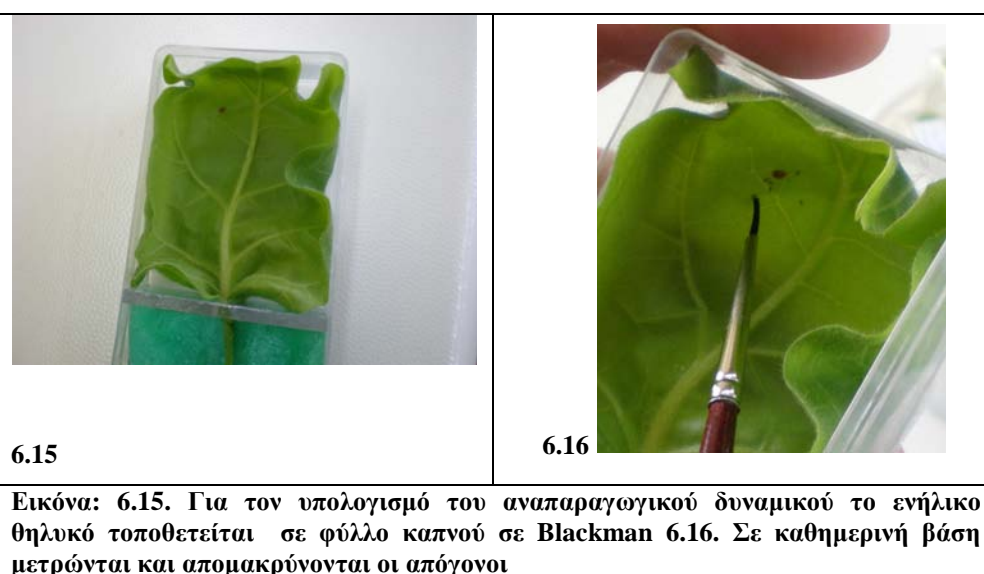 6.15
6.16
Εικόνα: 6.15. Για τον υπολογισμό του αναπαραγωγικού δυναμικού το ενήλικο
θηλυκό τοποθετείται σε φύλλο καπνού σε Blackman 6.16. Σε καθημερινή βάση
μετρώνται και απομακρύνονται οι απόγονοι